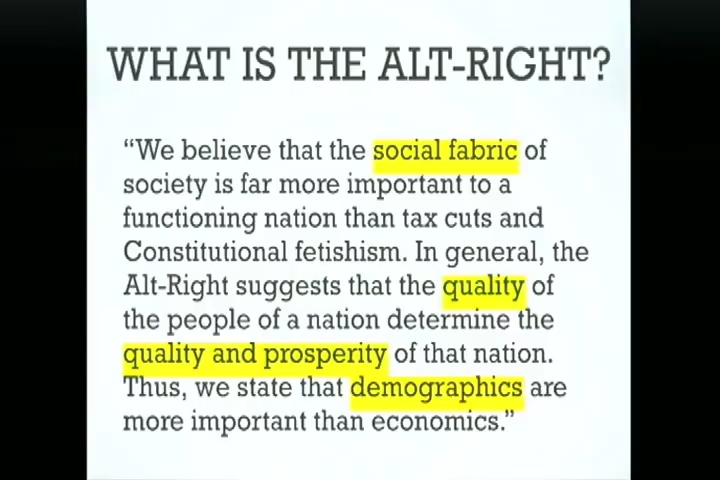 WHAT IS THE ALT-RIGHT?
“We believe that the social fabric of
society is far more important to a
functioning nation than tax cuts and
Constitutional fetishism. In general, the
Alt-Right suggests that the quality of
the people of a nation determine the
quality and prosperity of that nation.
Thus, we state that demographics are
more important than economics.”